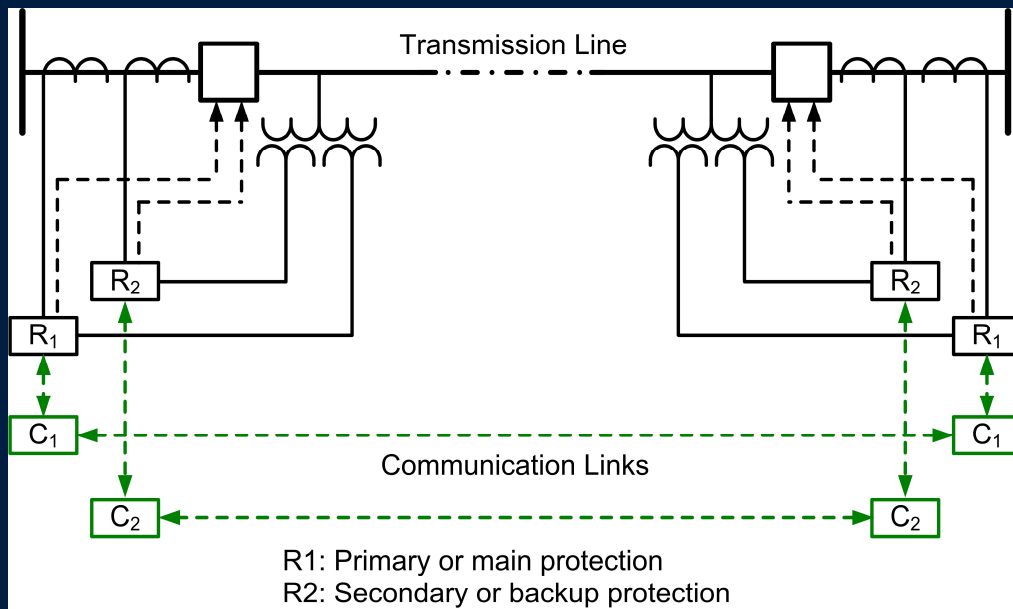 Transmission Line
R₂
R₂
R₁
R₁
C₁
C₁
Communication Links
C₂
C₂
R1: Primary or main protection
R2: Secondary or backup protection